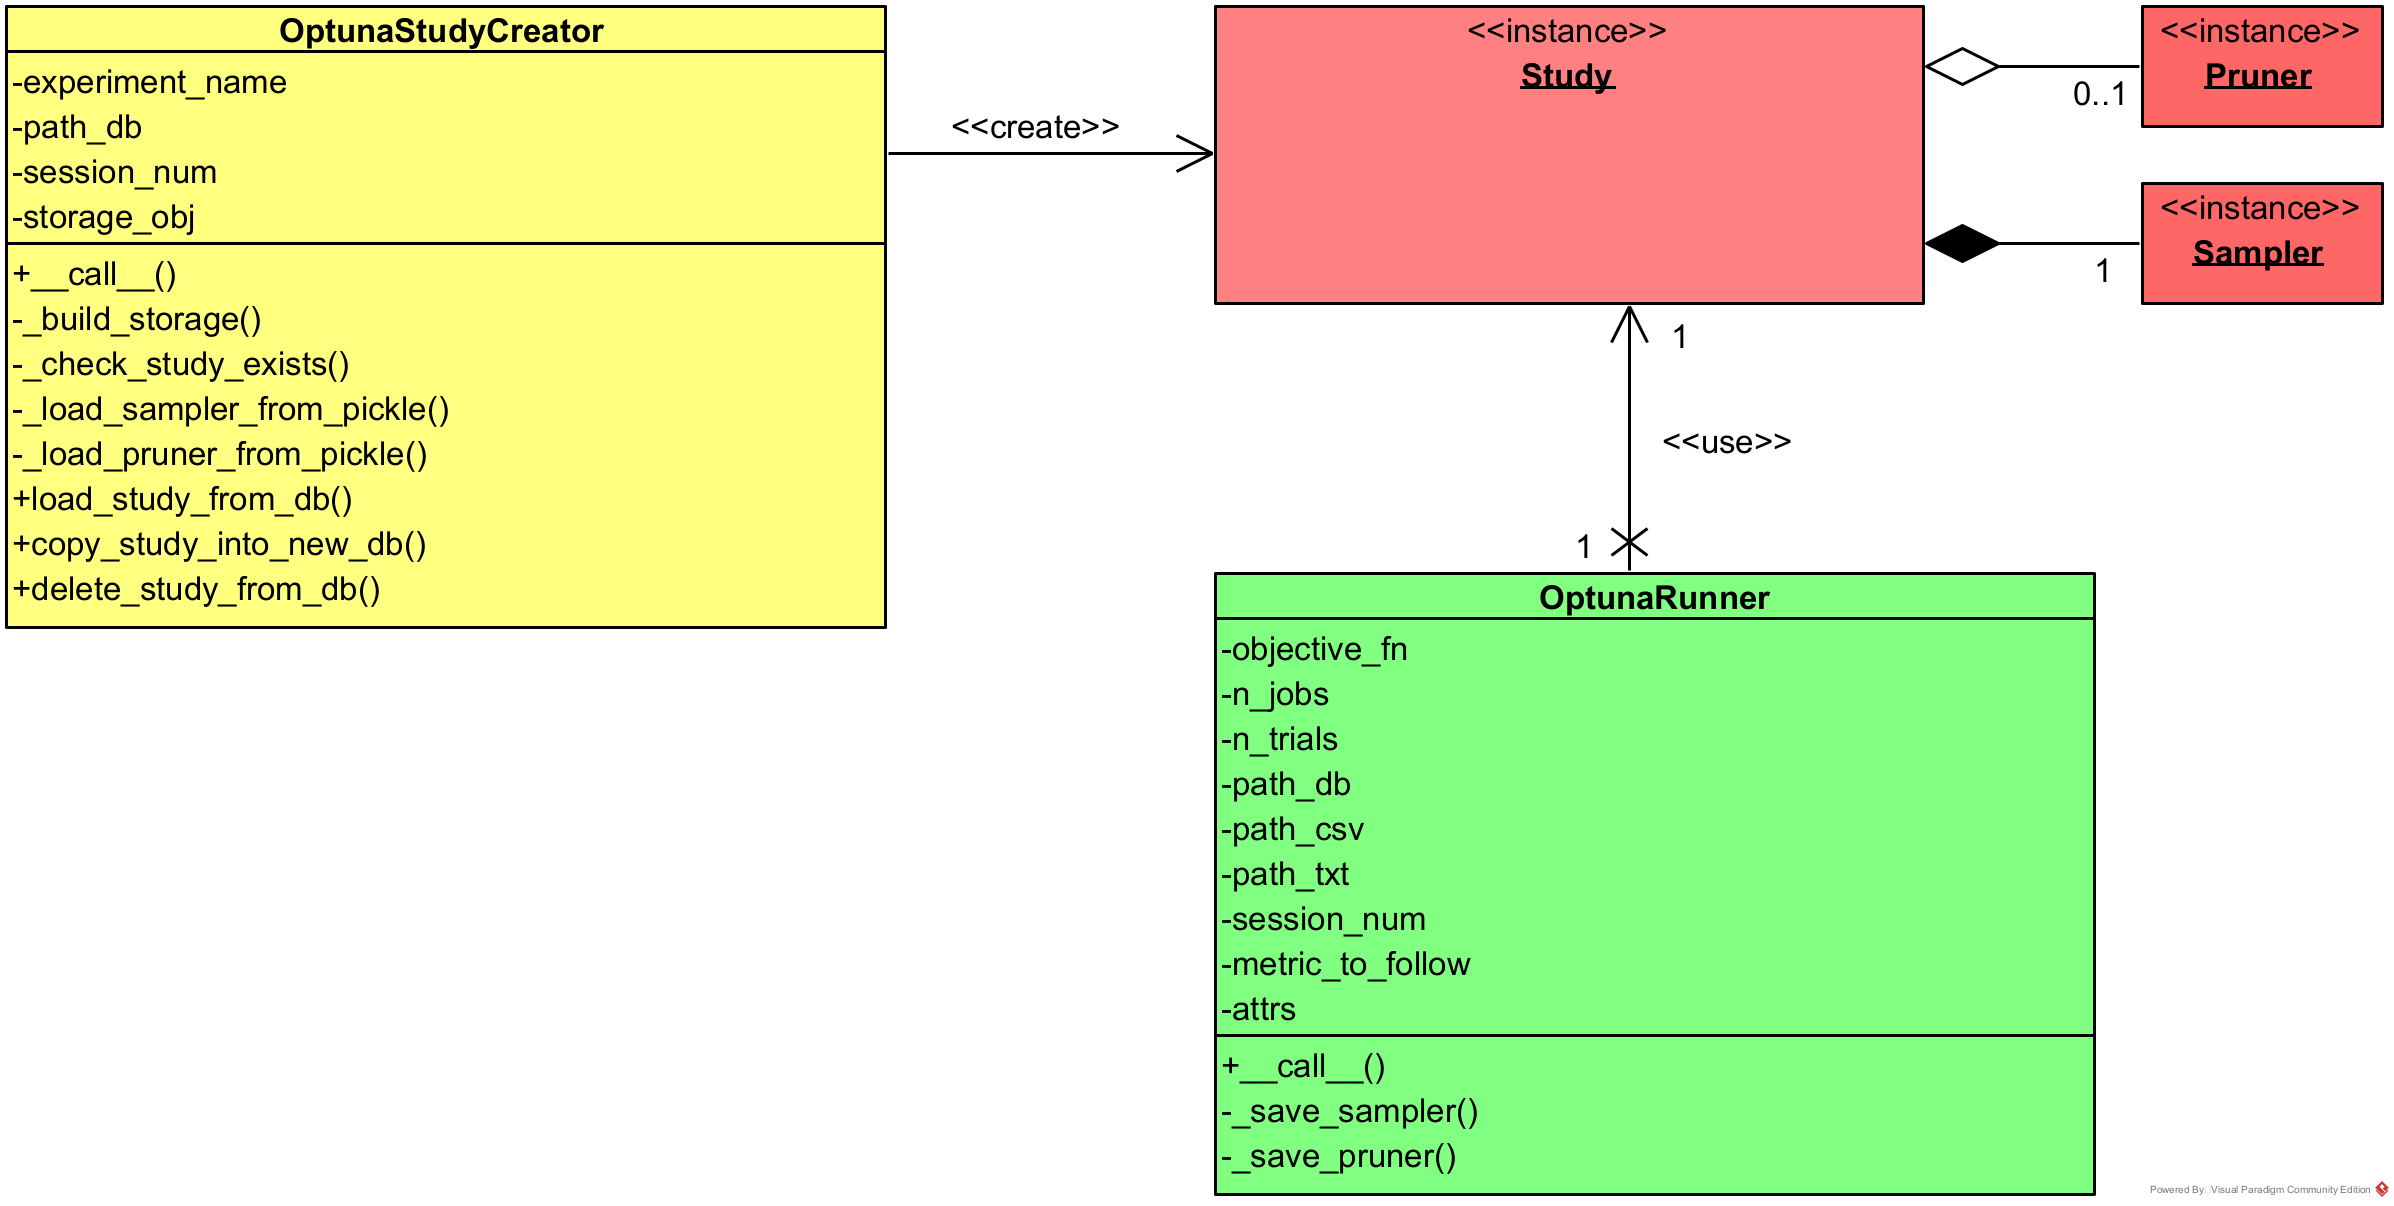 OptunaStudyCreator
-experiment_name
-path_db
-session_num
-storage_obj
+__call__()
-_build_storage()
-_check_study_exists()
-_load_sampler_from_pickle()
-_load_pruner_from_pickle()
+load_study_from_db()
+copy_study_into_new_db()
+delete_study_from_db()
<<create>>
<<instance>>
Study
<<instance>>
Pruner
0..1
<<instance>>
Sampler
1
1
<<use>>
1
OptunaRunner
-objective_fn
-n_jobs
-n_trials
-path_db
-path_csv
-path_txt
-session_num
-metric_to_follow
-attrs
+__call__()
-_save_sampler()
-_save_pruner()
Powered By Visual Paradigm Community Edition